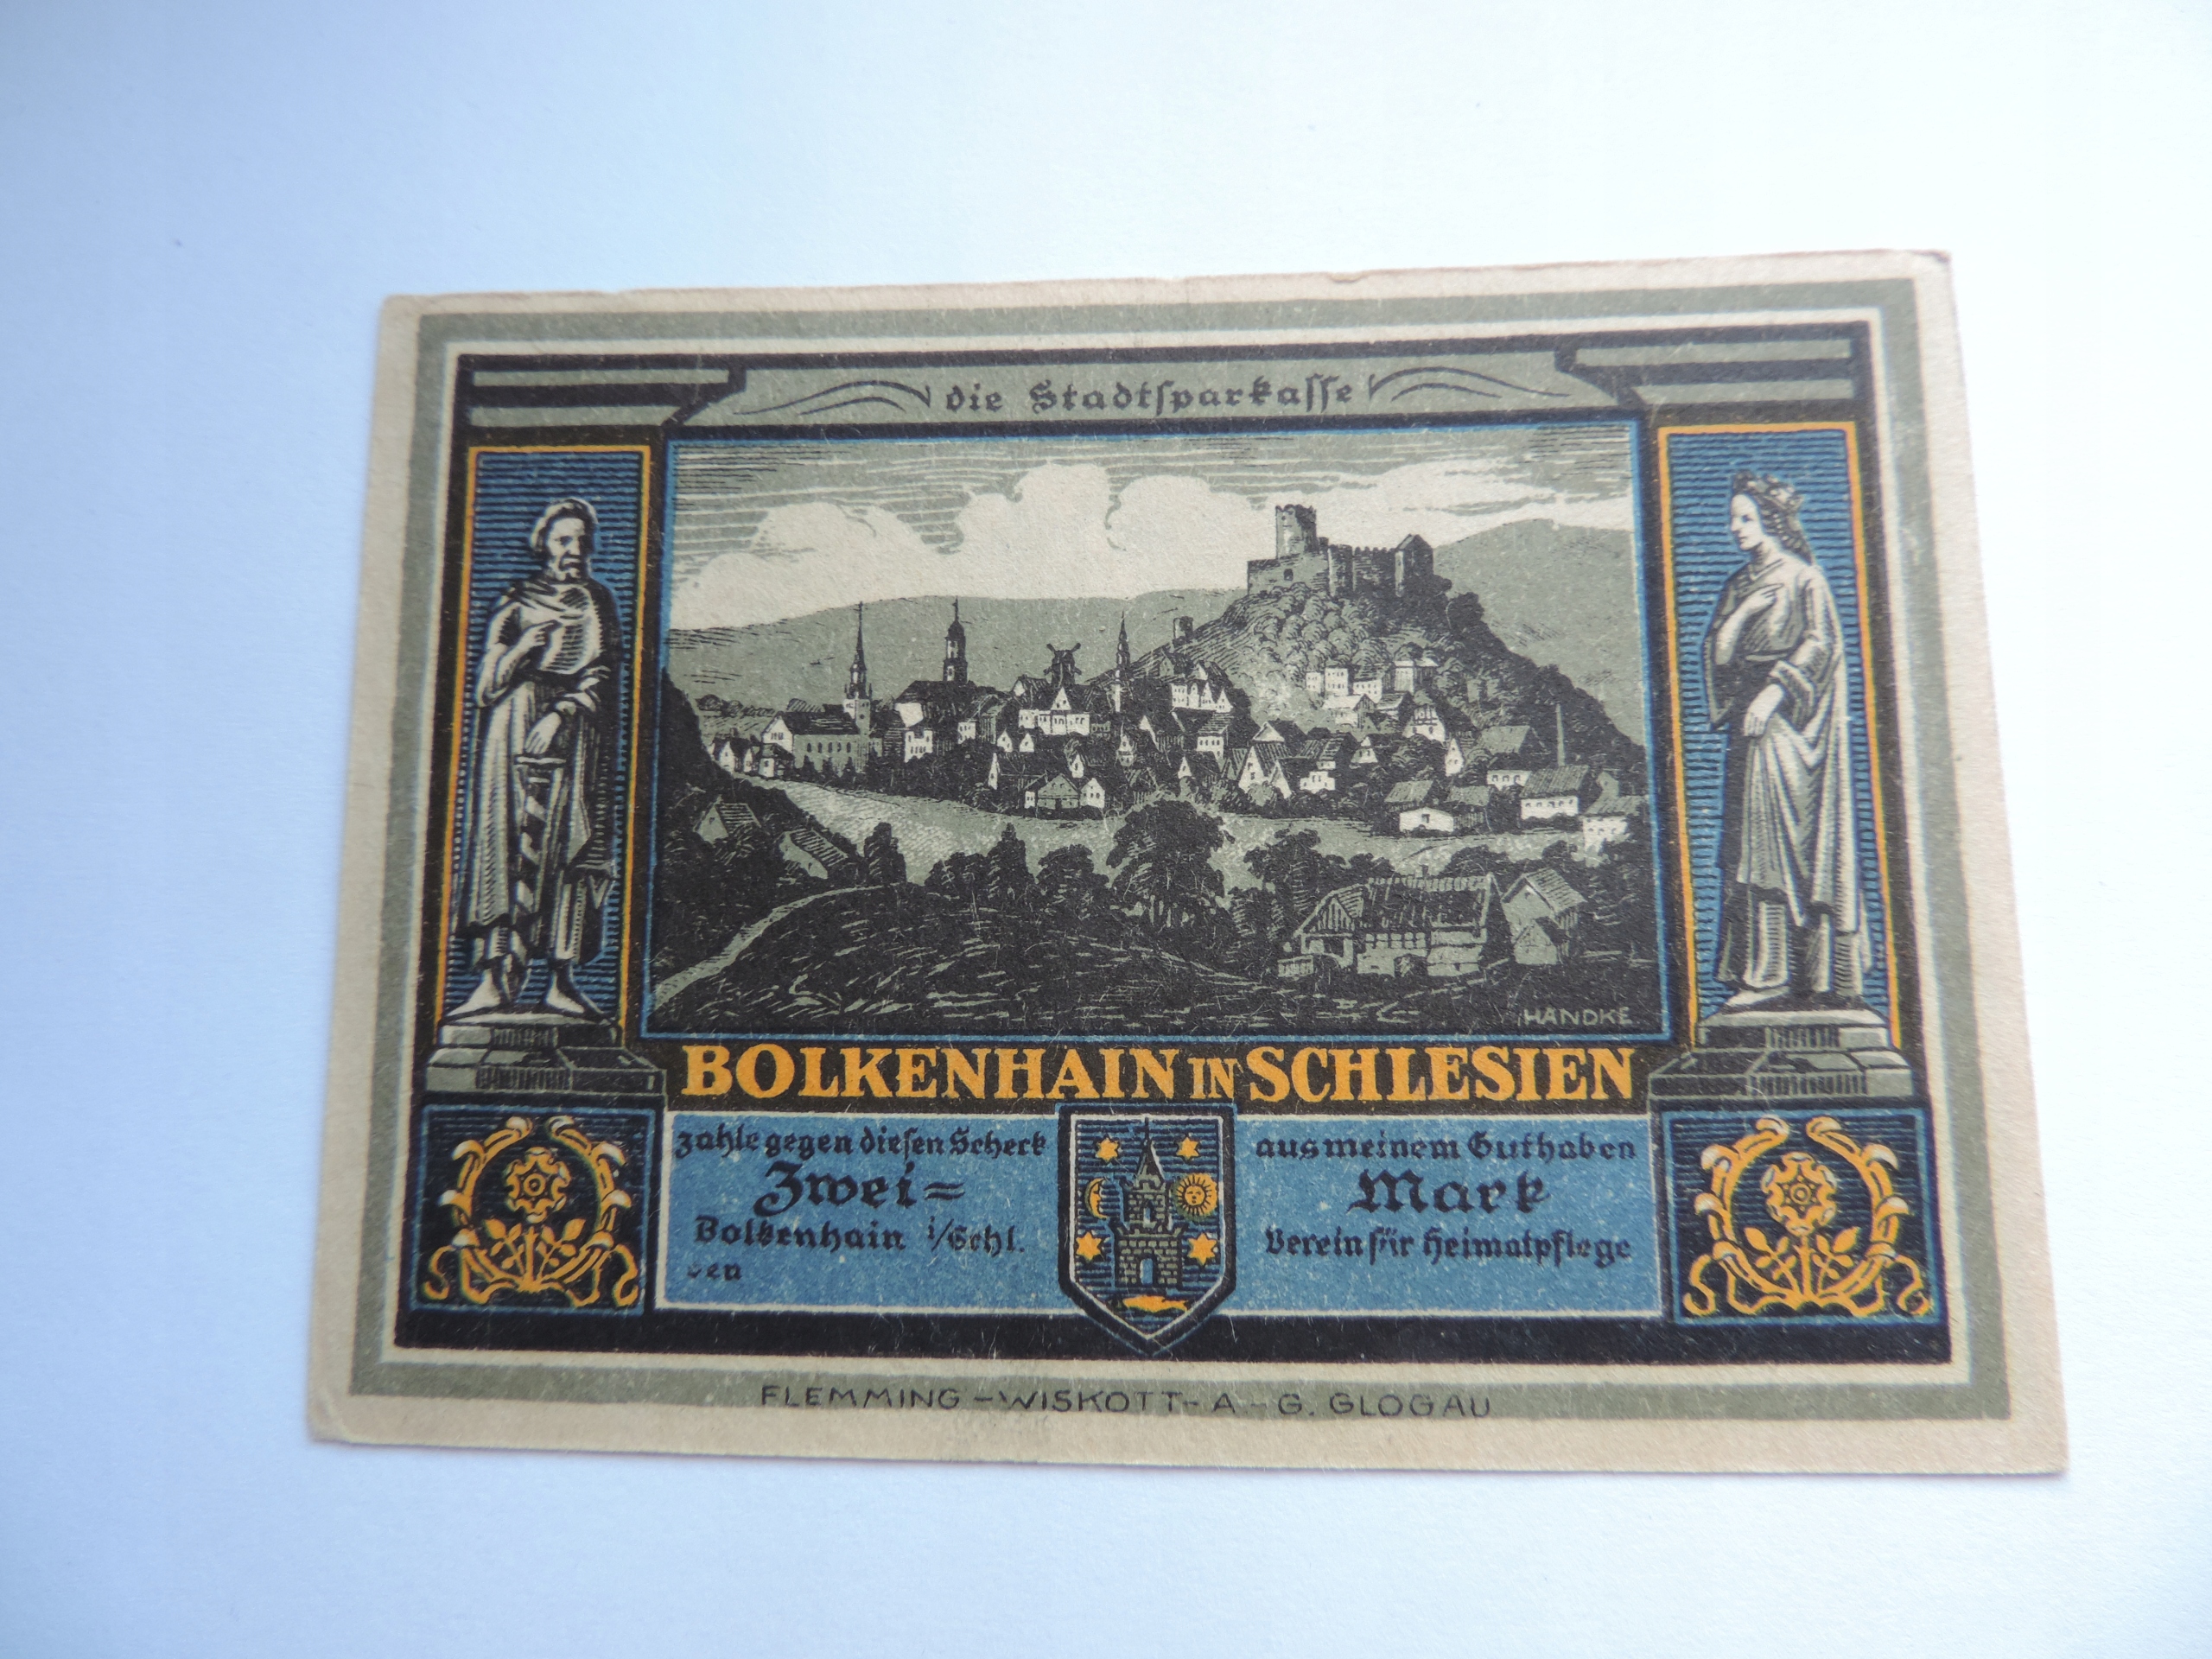 die Stadtsparkasse
HANDKE
BOLKENHAIN IN SCHLESIEN
zahle gegen diesen Scheck
Zwei=
Bolkenhain i/Schl.
den
aus meinem Guthaben
Mark
Verein für Heimatpflege
FLEMMING – WISKOTT – A. – G. GLOGAU